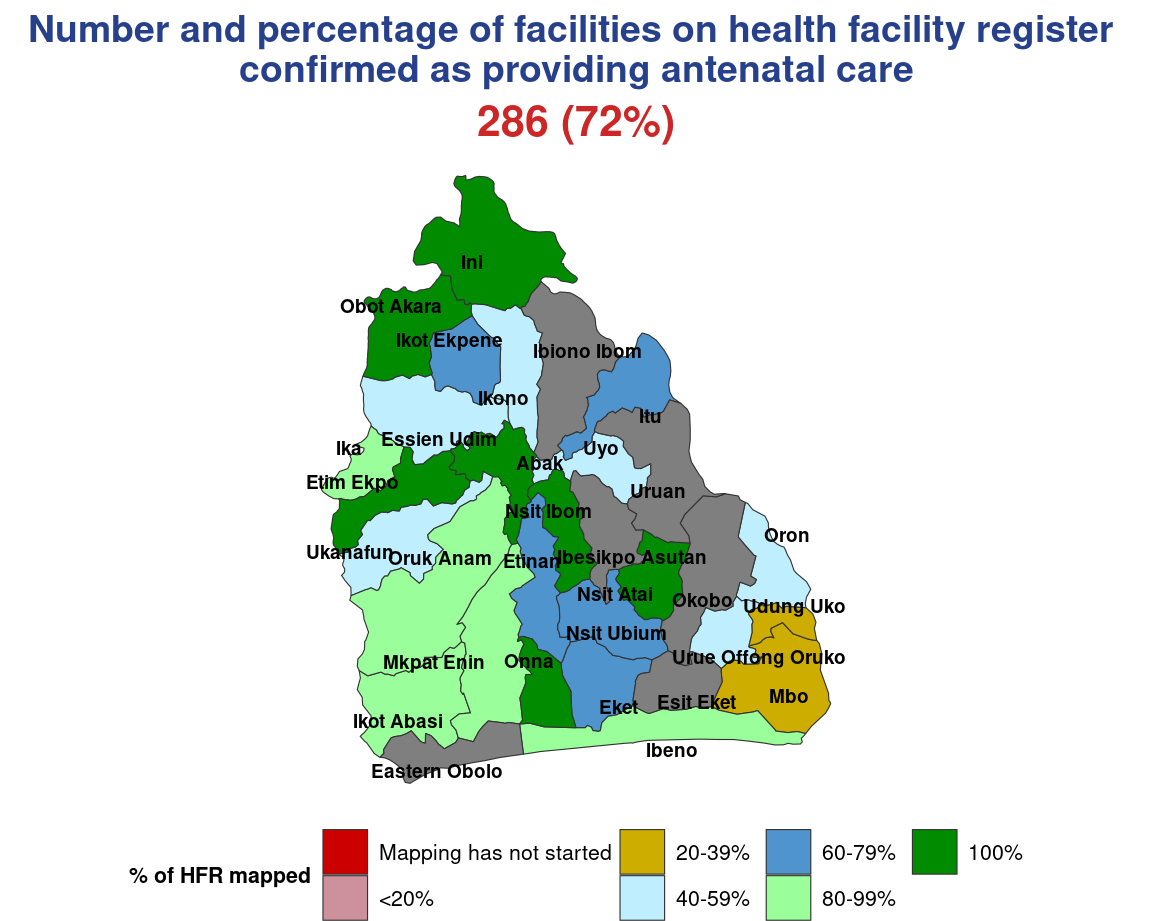 Number and percentage of facilities on health facility register
confirmed as providing antenatal care
286 (72%)
Ini
Obot Akara
Ikot Ekpene
Ibiono Ibom
Ikono
Itu
Essien Udim
Ika
Uyo
Abak
Etim Ekpo
Uruan
Nsit Ibom
Oron
Ukanafun
Oruk Anam
Etinan
Ibesikpo Asutan
Nsit Atai
Okobo
Udung Uko
Nsit Ubium
Mkpat Enin
Onna
Urue Offong Oruko
Mbo
Esit Eket
Eket
Ikot Abasi
Ibeno
Eastern Obolo
% of HFR mapped
Mapping has not started
20-39%
60-79%
100%
<20%
40-59%
80-99%